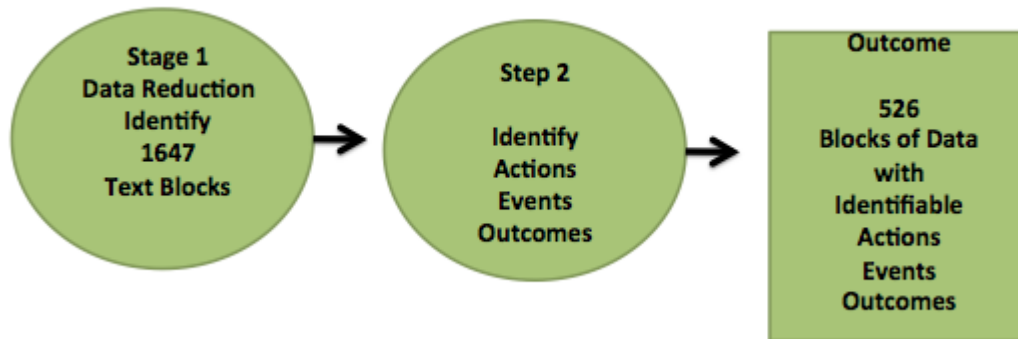 Stage 1
Data Reduction
Identify
1647
Text Blocks
Step 2
Identify
Actions
Events
Outcomes
Outcome
526
Blocks of Data
with
Identifiable
Actions
Events
Outcomes